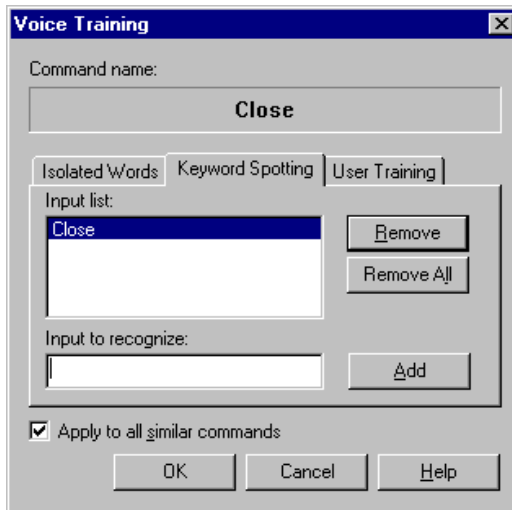 Voice Training
Command name:
Close
Isolated Words Keyword Spotting User Training
Input list:
Close
Remove
Remove All
Input to recognize:
Add
Apply to all similar commands
OK Cancel Help